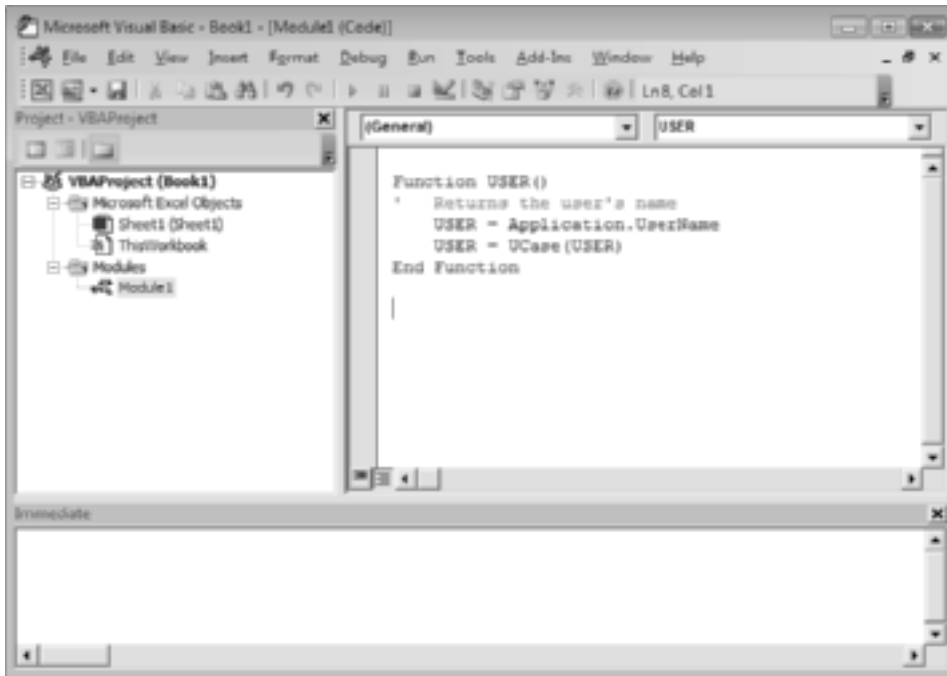 Microsoft Visual Basic - Book1 - [Module1 (Code)]
File Edit View Insert Format Debug Run Tools Add-Ins Window Help
Ln 8, Col 1
Project - VBAProject
(General)
USER
VBAProject (Book1)
Microsoft Excel Objects
Sheet1 (Sheet1)
ThisWorkbook
Modules
Module1
Function USER()
' Returns the user's name
USER = Application.UserName
USER = UCase(USER)
End Function
Immediate